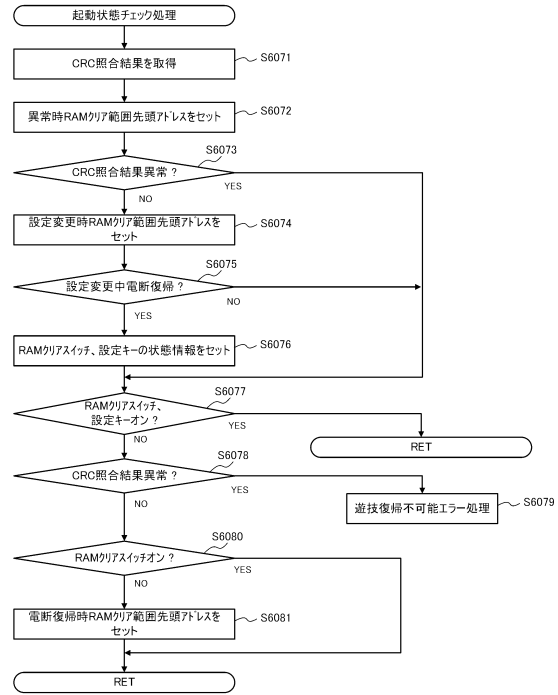 起動状態チェック処理
CRC照合結果を取得
S6071
異常時RAMクリア範囲先頭アドレスをセット
S6072
CRC照合結果異常？
S6073
YES
NO
設定変更時RAMクリア範囲先頭アドレスを
セット
S6074
設定変更中電断復帰？
S6075
NO
YES
RAMクリアスイッチ、設定キーの状態情報をセット
S6076
RAMクリアスイッチ、
設定キーオン？
S6077
YES
NO
RET
CRC照合結果異常？
S6078
YES
NO
遊技復帰不可能エラー処理
S6079
RAMクリアスイッチオン？
S6080
YES
NO
電断復帰時RAMクリア範囲先頭アドレスを
セット
S6081
RET